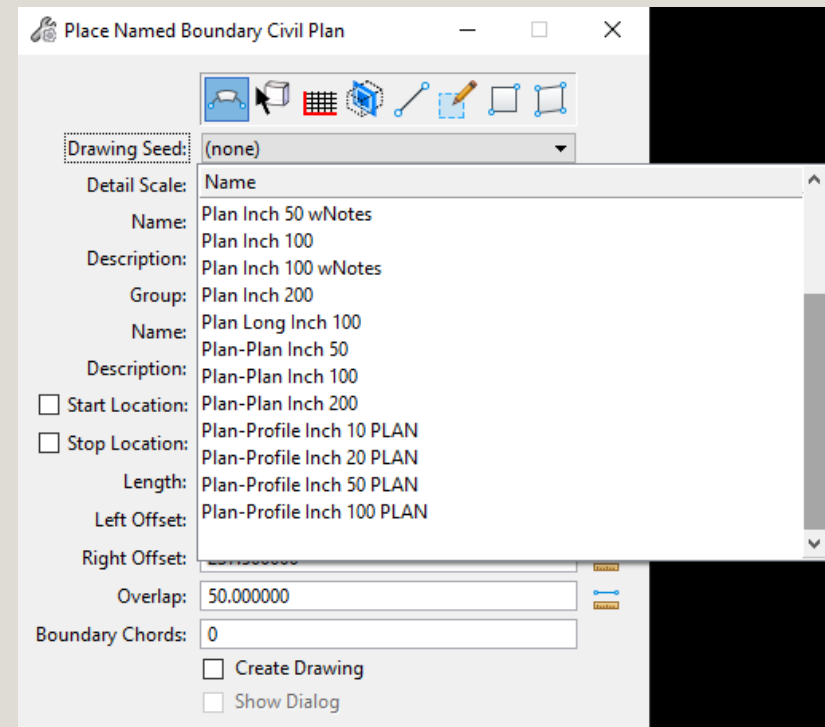 Place Named Boundary Civil Plan
Drawing Seed: (none)
Detail Scale:
Name
Name:
Plan Inch 50 wNotes
Plan Inch 100
Description:
Plan Inch 100 wNotes
Group:
Plan Inch 200
Name:
Plan Long Inch 100
Plan-Plan Inch 50
Description:
Plan-Plan Inch 100
Start Location:
Plan-Plan Inch 200
Plan-Profile Inch 10 PLAN
Stop Location:
Plan-Profile Inch 20 PLAN
Length:
Plan-Profile Inch 50 PLAN
Left Offset:
Plan-Profile Inch 100 PLAN
Right Offset:
Overlap: 50.000000
Boundary Chords: 0
Create Drawing
Show Dialog